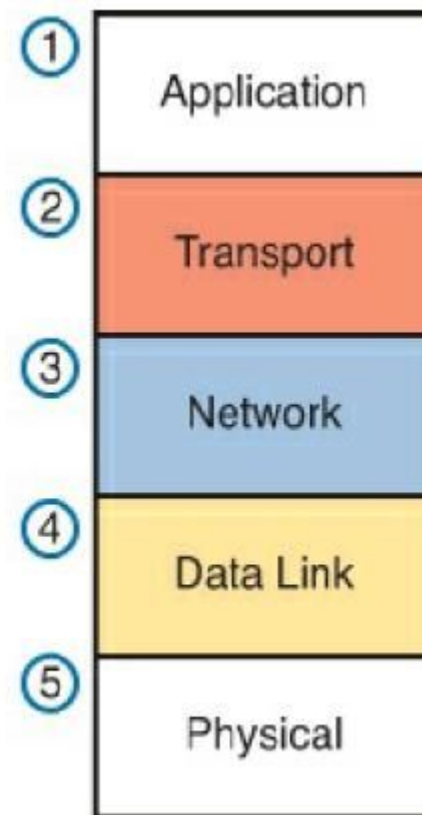 1
Application
2
Transport
3
Network
4
Data Link
5
Physical